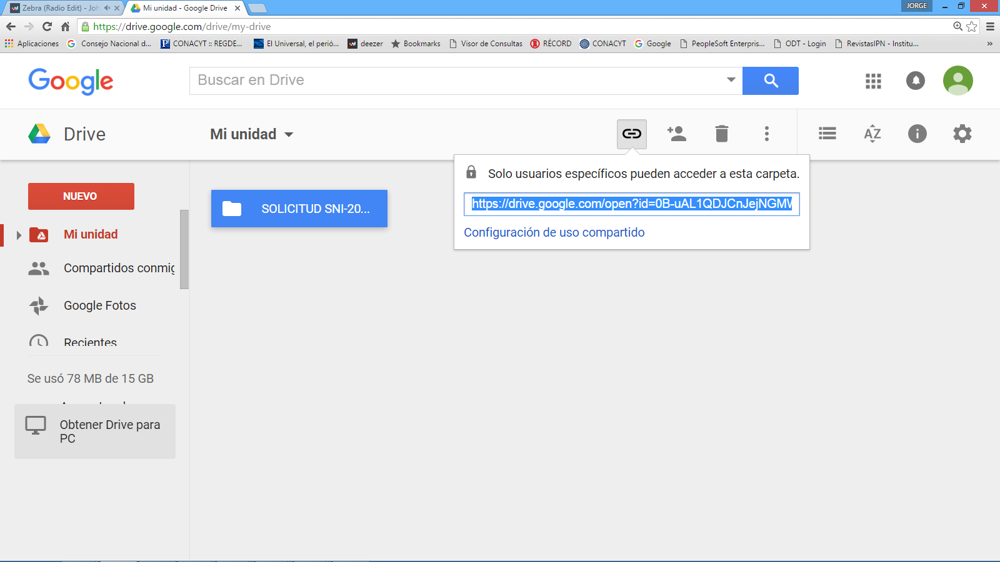 Zebra (Radio Edit) - Joh
Mi unidad - Google Drive
JORGE
https://drive.google.com/drive/my-drive
Aplicaciones
Consejo Nacional d...
CONACYT :: REGDE...
El Universal, el perió...
deezer
Bookmarks
Visor de Consultas
RÉCORD
CONACYT
Google
PeopleSoft Enterpris...
ODT - Login
RevistasIPN - Institu...
»
Google
Buscar en Drive
Drive
Mi unidad
AZ
Solo usuarios específicos pueden acceder a esta carpeta.
https://drive.google.com/open?id=0B-uAL1QDJCnJejNGMW
Configuración de uso compartido
NUEVO
SOLICITUD SNI-20...
Mi unidad
Compartidos conmig
Google Fotos
Recientes
Se usó 78 MB de 15 GB
Obtener Drive para
PC